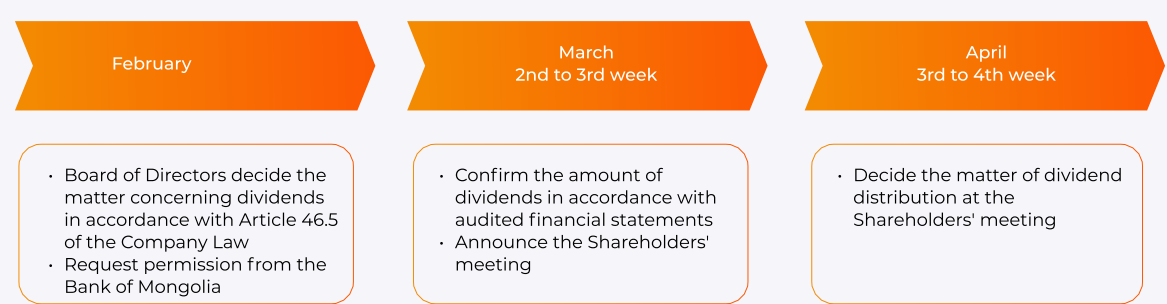 February
March
2nd to 3rd week
April
3rd to 4th week
• Board of Directors decide the
matter concerning dividends
in accordance with Article 46.5
of the Company Law
• Request permission from the
Bank of Mongolia
• Confirm the amount of
dividends in accordance with
audited financial statements
• Announce the Shareholders'
meeting
• Decide the matter of dividend
distribution at the
Shareholders' meeting